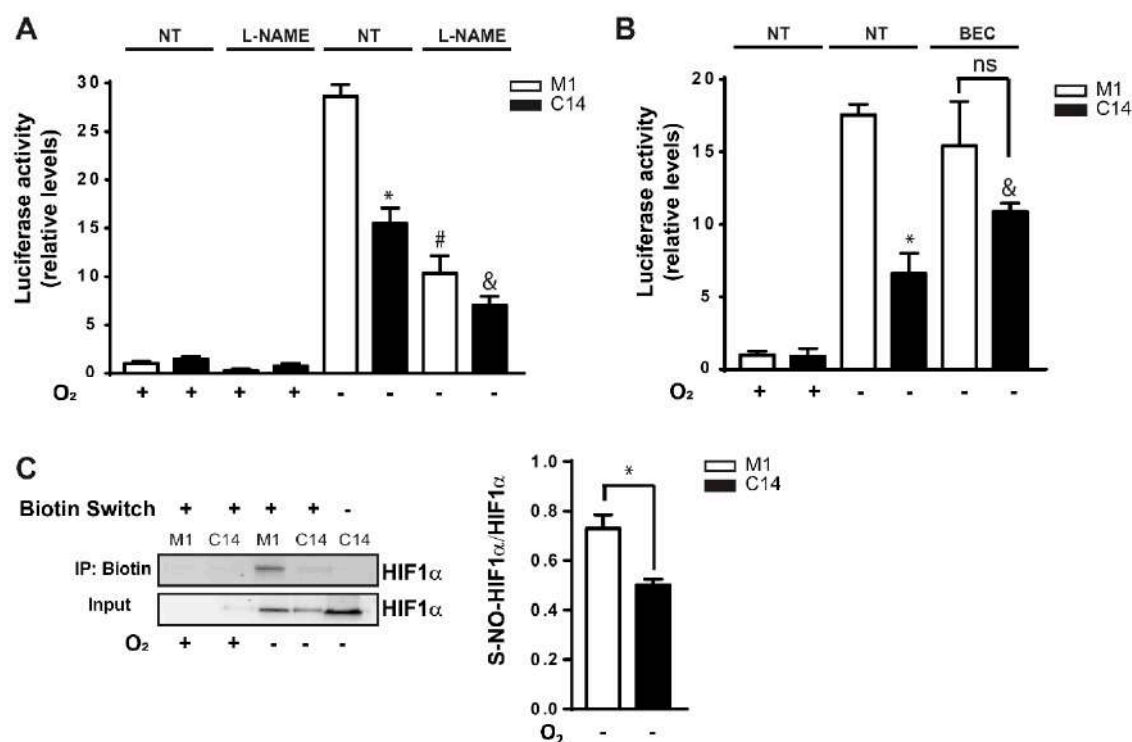 A
NT L-NAME NT L-NAME
M1
C14
Luciferase activity
(relative levels)
30
25
20
15
10
5
0
* # &
O₂ + + + + - - - -
B
NT NT BEC
ns
M1
C14
Luciferase activity
(relative levels)
20
15
10
5
0
* &
O₂ + + - - - -
C
Biotin Switch + + + + -
M1 C14 M1 C14 C14
IP: Biotin HIF1α
Input HIF1α
O₂ + + - - -
S-NO-HIF1α/HIF1α
1.0
0.8
0.6
0.4
0.2
0.0
*
M1
C14
O₂ - -